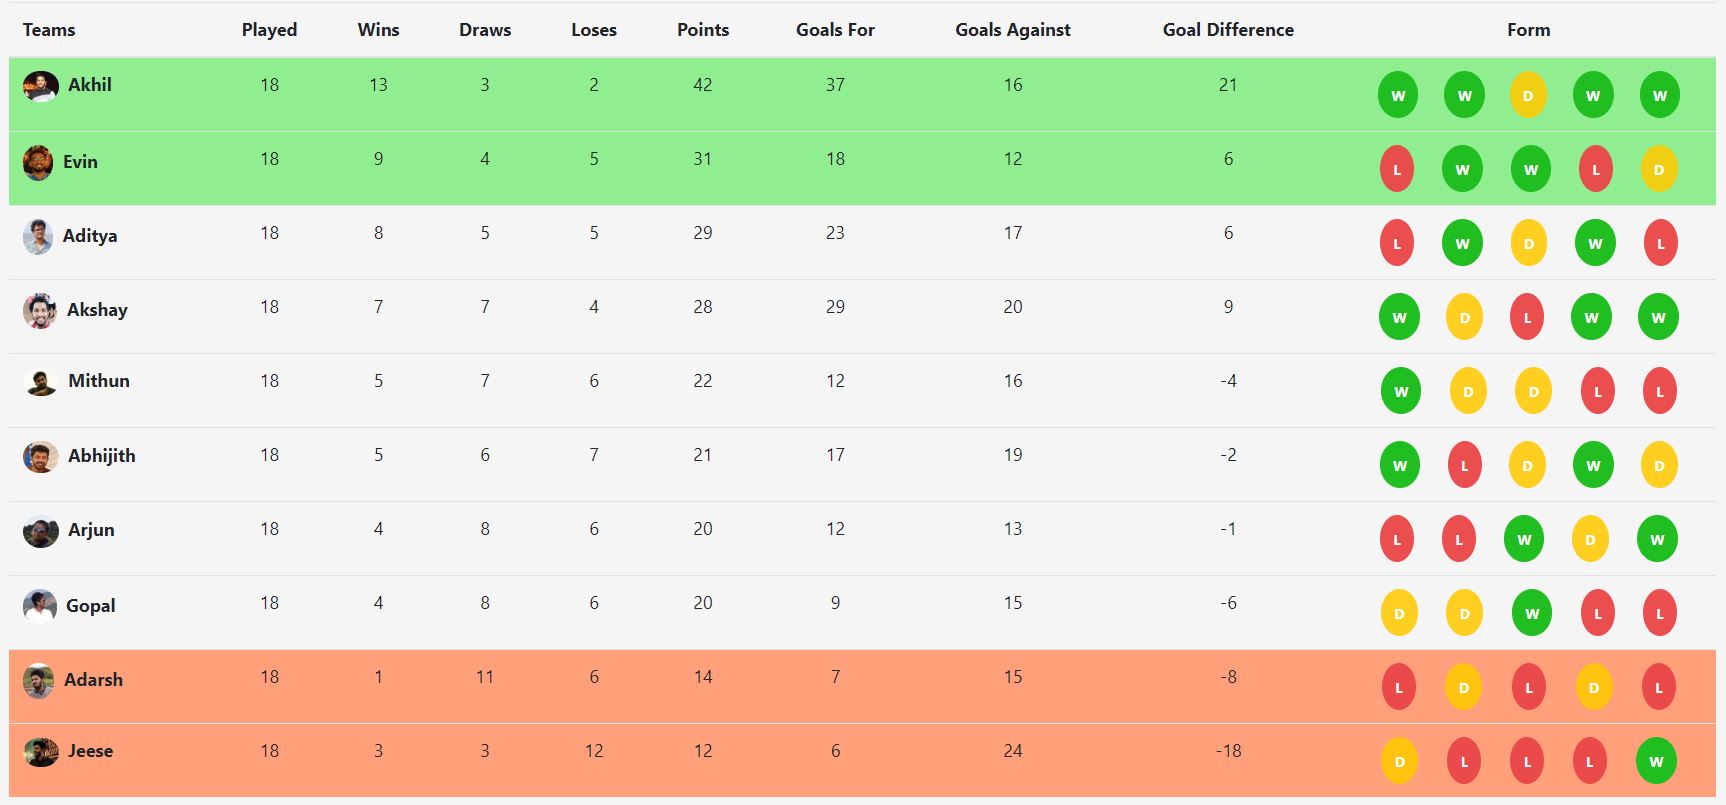 Teams Played Wins Draws Loses Points Goals For Goals Against Goal Difference Form
Akhil 18 13 3 2 42 37 16 21 W W D W W
Evin 18 9 4 5 31 18 12 6 L W W L D
Aditya 18 8 5 5 29 23 17 6 L W D W L
Akshay 18 7 7 4 28 29 20 9 W D L W W
Mithun 18 5 7 6 22 12 16 -4 W D D L L
Abhijith 18 5 6 7 21 17 19 -2 W L D W D
Arjun 18 4 8 6 20 12 13 -1 L L W D W
Gopal 18 4 8 6 20 9 15 -6 D D W L L
Adarsh 18 1 11 6 14 7 15 -8 L D L D L
Jeese 18 3 3 12 12 6 24 -18 D L L L W